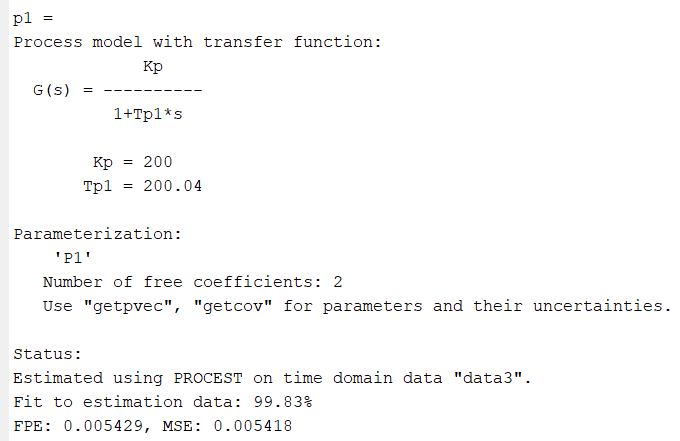 p1 =
Process model with transfer function:
Kp
G(s) = ----------
1+Tp1*s
Kp = 200
Tp1 = 200.04
Parameterization:
'P1'
Number of free coefficients: 2
Use "getpvec", "getcov" for parameters and their uncertainties.
Status:
Estimated using PROCEST on time domain data "data3".
Fit to estimation data: 99.83%
FPE: 0.005429, MSE: 0.005418